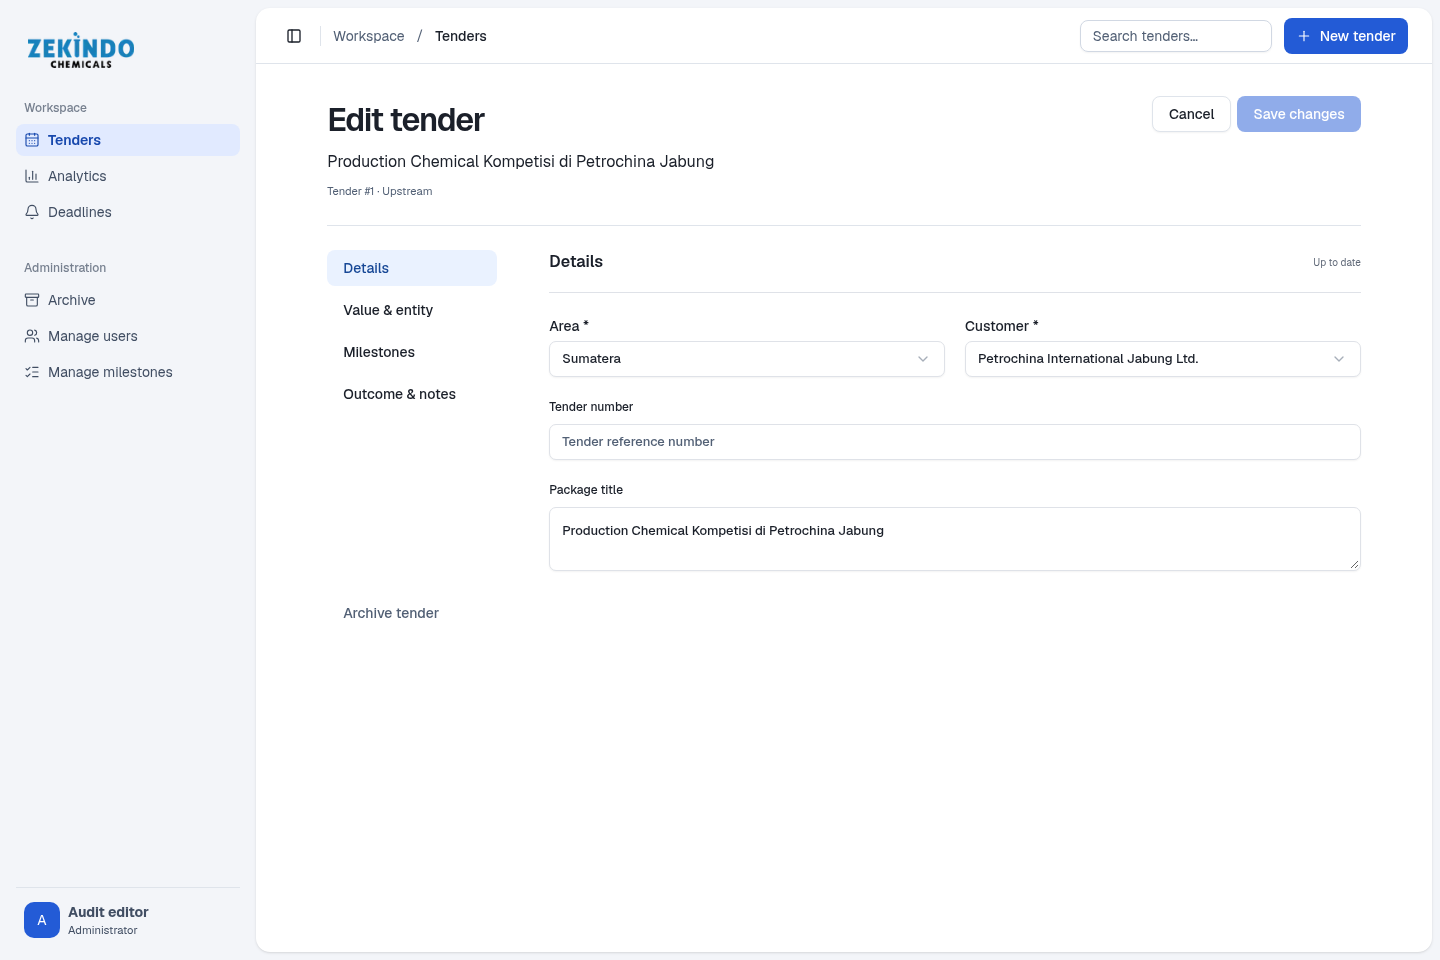 ZEKINDO
CHEMICALS
Workspace
Tenders
Analytics
Deadlines
Administration
Archive
Manage users
Manage milestones
Audit editor
Administrator
A
Workspace / Tenders
Search tenders...
New tender
Edit tender
Cancel
Save changes
Production Chemical Kompetisi di Petrochina Jabung
Tender #1 · Upstream
Details
Value & entity
Milestones
Outcome & notes
Archive tender
Details
Up to date
Area *
Sumatera
Customer *
Petrochina International Jabung Ltd.
Tender number
Tender reference number
Package title
Production Chemical Kompetisi di Petrochina Jabung